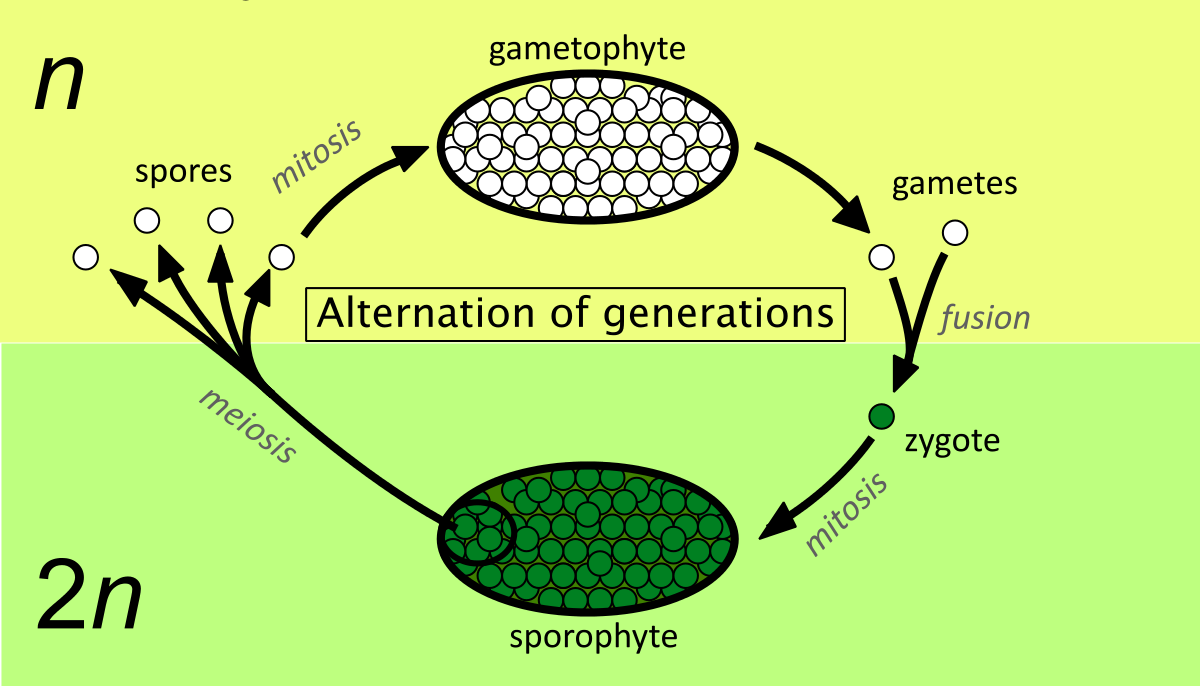 n
gametophyte
mitosis
spores
gametes
Alternation of generations
fusion
meiosis
zygote
mitosis
2n
sporophyte